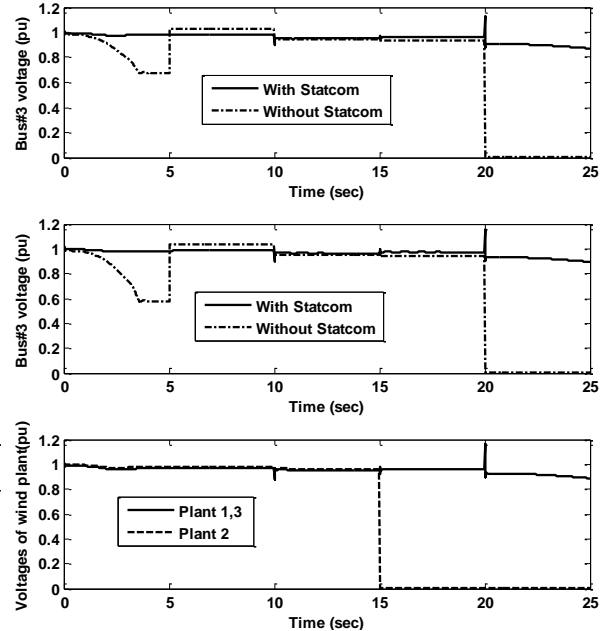 1.2
1
0.8
0.6
0.4
0.2
0
Bus#3 voltage (pu)
With Statcom
Without Statcom
0 5 10 15 20 25
Time (sec)
1.2
1
0.8
0.6
0.4
0.2
0
Bus#3 voltage (pu)
With Statcom
Without Statcom
0 5 10 15 20 25
Time (sec)
1.2
1
0.8
0.6
0.4
0.2
0
Voltages of wind plant(pu)
Plant 1,3
Plant 2
0 5 10 15 20 25
Time (sec)